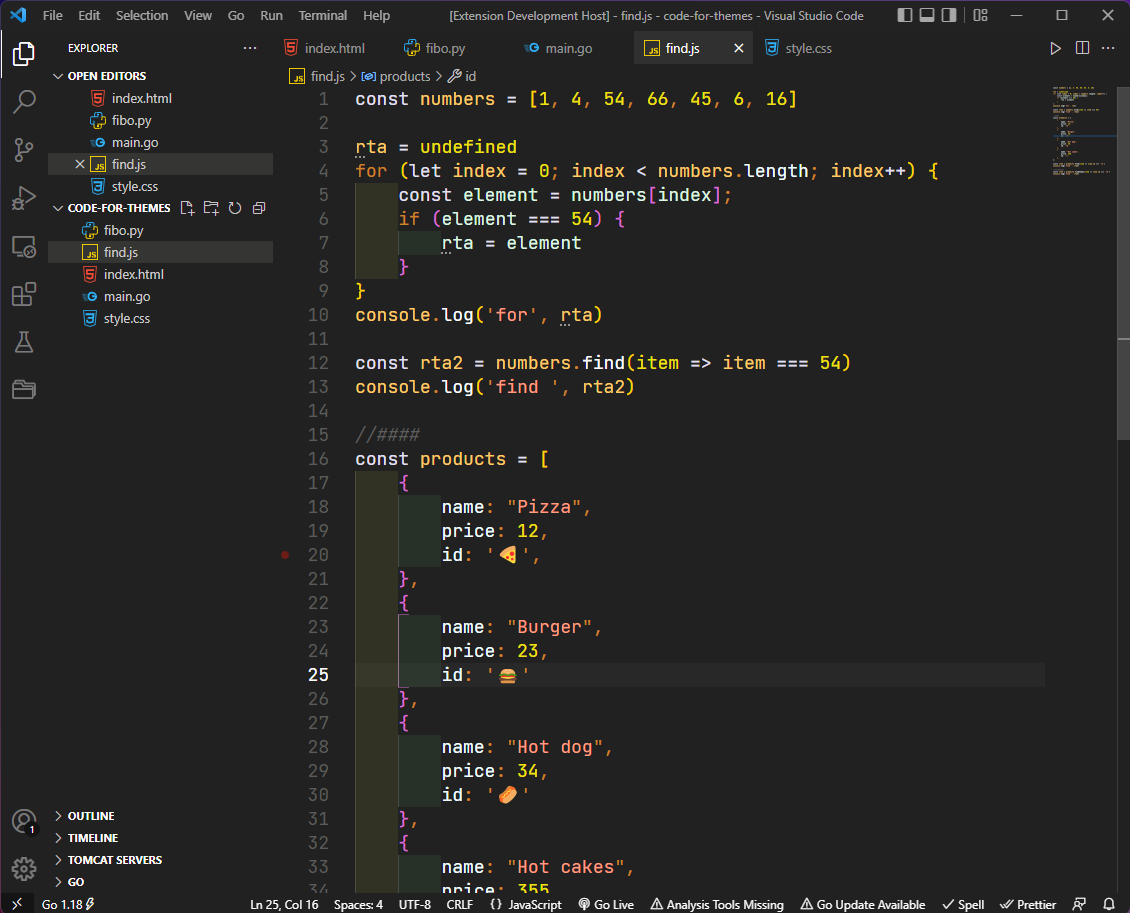 File Edit Selection View Go Run Terminal Help [Extension Development Host] - find.js - code-for-themes - Visual Studio Code
EXPLORER
index.html fibo.py main.go find.js style.css
OPEN EDITORS
index.html
fibo.py
main.go
find.js
style.css
CODE-FOR-THEMES
fibo.py
find.js
index.html
main.go
style.css
OUTLINE
TIMELINE
TOMCAT SERVERS
GO
find.js > products > id
1 const numbers = [1, 4, 54, 66, 45, 6, 16]
2
3 rta = undefined
4 for (let index = 0; index < numbers.length; index++) {
5 const element = numbers[index];
6 if (element === 54) {
7 rta = element
8 }
9 }
10 console.log('for', rta)
11
12 const rta2 = numbers.find(item => item === 54)
13 console.log('find ', rta2)
14
15 //####
16 const products = [
17 {
18 name: "Pizza",
19 price: 12,
20 id: '🍕',
21 },
22 {
23 name: "Burger",
24 price: 23,
25 id: '🍔'
26 },
27 {
28 name: "Hot dog",
29 price: 34,
30 id: '🌭'
31 },
32 {
33 name: "Hot cakes",
34 price: 355
1
Go 1.18 Ln 25, Col 16 Spaces: 4 UTF-8 CRLF {} JavaScript Go Live Analysis Tools Missing Go Update Available Spell Prettier